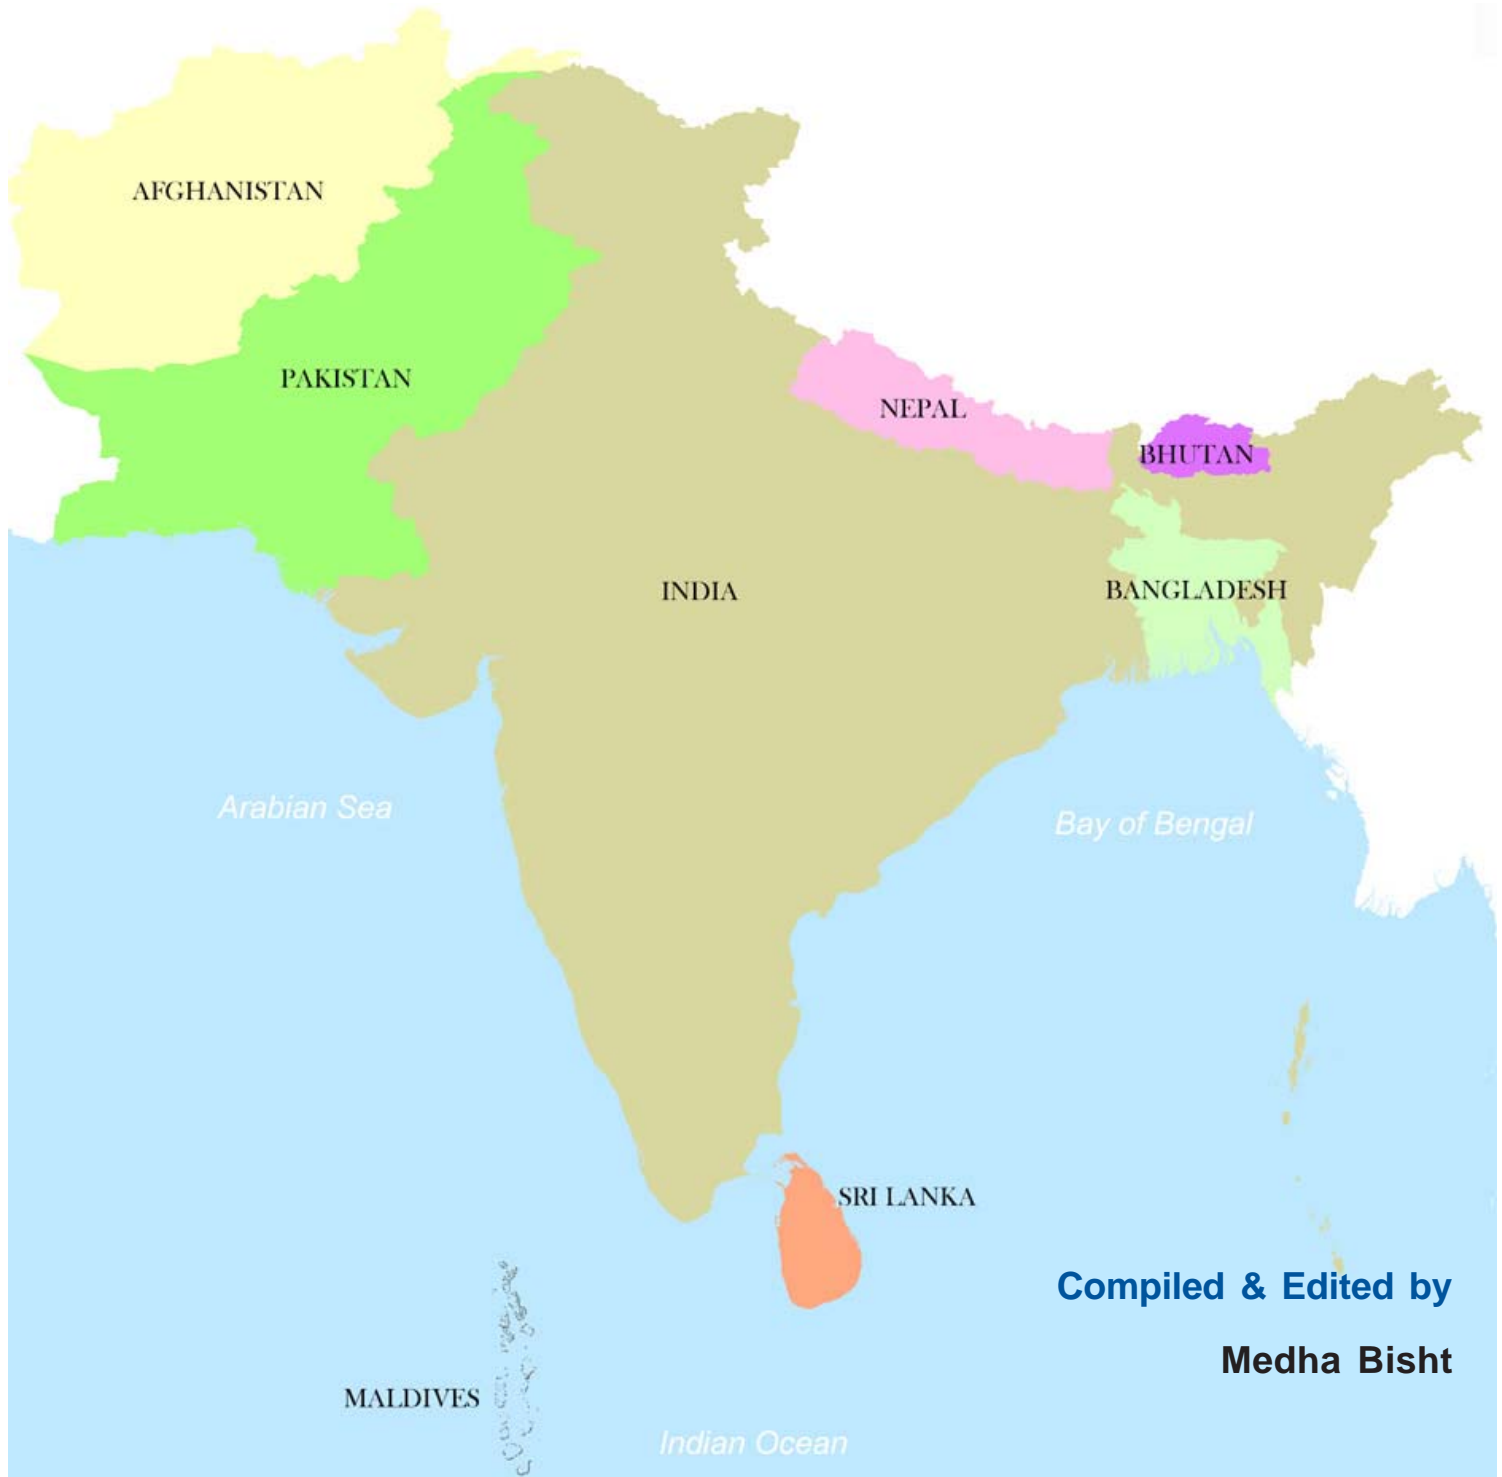 AFGHANISTAN
PAKISTAN
NEPAL
BHUTAN
INDIA
BANGLADESH
Arabian Sea
Bay of Bengal
SRI LANKA
Compiled & Edited by
Medha Bisht
MALDIVES
Indian Ocean